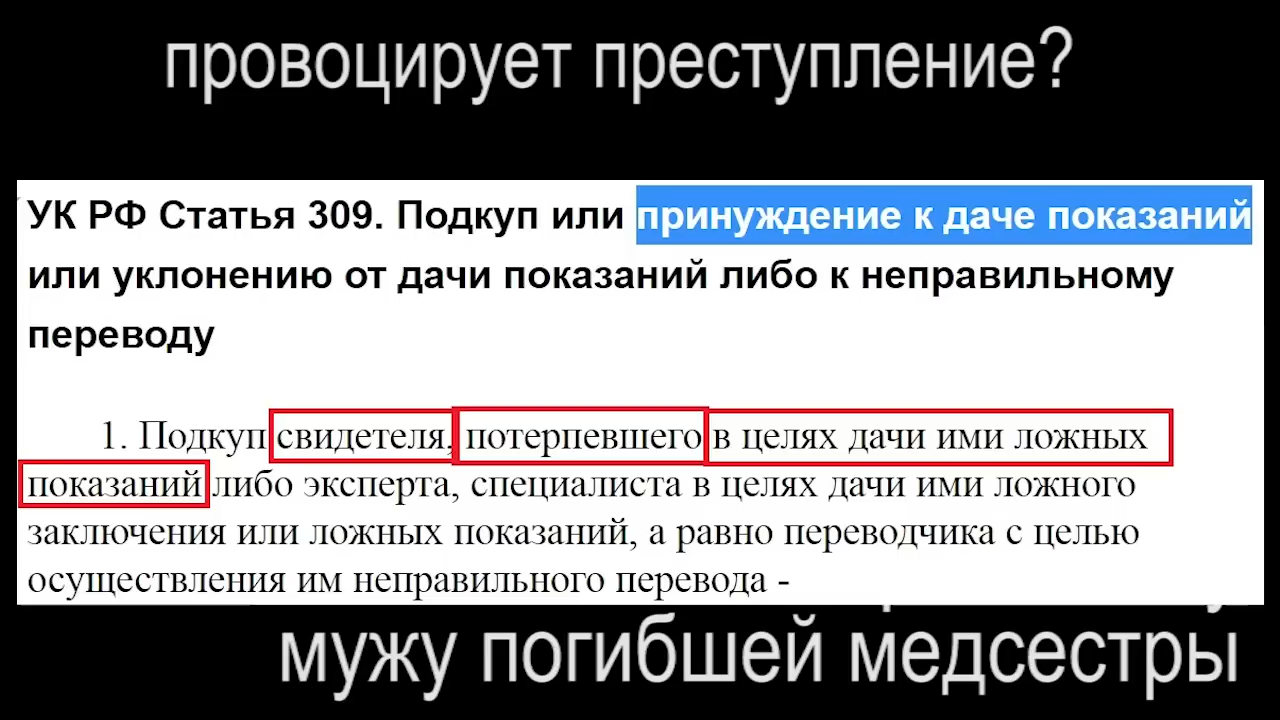 провоцирует преступление?
УК РФ Статья 309. Подкуп или принуждение к даче показаний
или уклонению от дачи показаний либо к неправильному
переводу
1. Подкуп свидетеля, потерпевшего в целях дачи ими ложных
показаний либо эксперта, специалиста в целях дачи ими ложного
заключения или ложных показаний, а равно переводчика с целью
осуществления им неправильного перевода -
мужу погибшей медсестры